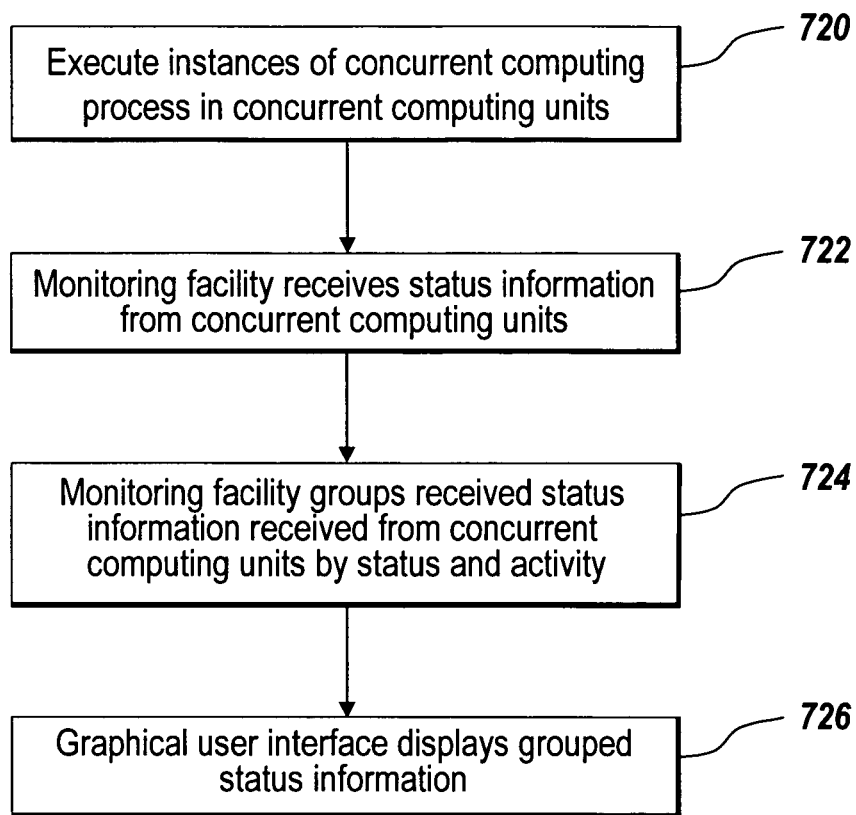 720
Execute instances of concurrent computing
process in concurrent computing units
722
Monitoring facility receives status information
from concurrent computing units
724
Monitoring facility groups received status
information received from concurrent
computing units by status and activity
726
Graphical user interface displays grouped
status information